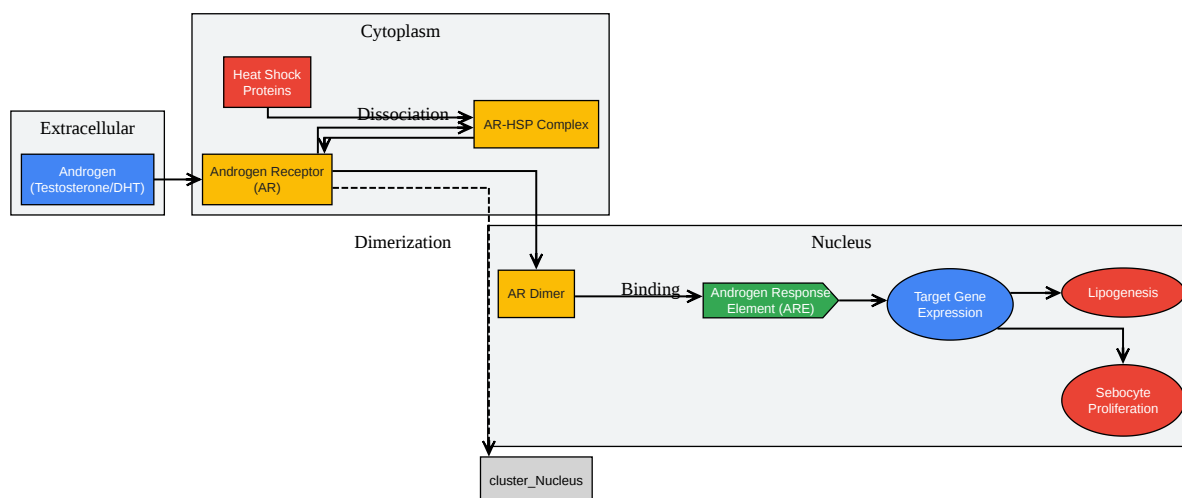 Cytoplasm
Heat Shock
Proteins
Dissociation
AR-HSP Complex
Extracellular
Androgen
(Testosterone/DHT)
Androgen Receptor
(AR)
Dimerization
Nucleus
AR Dimer
Binding
Androgen Response
Element (ARE)
Target Gene
Expression
Lipogenesis
Sebocyte
Proliferation
cluster_Nucleus